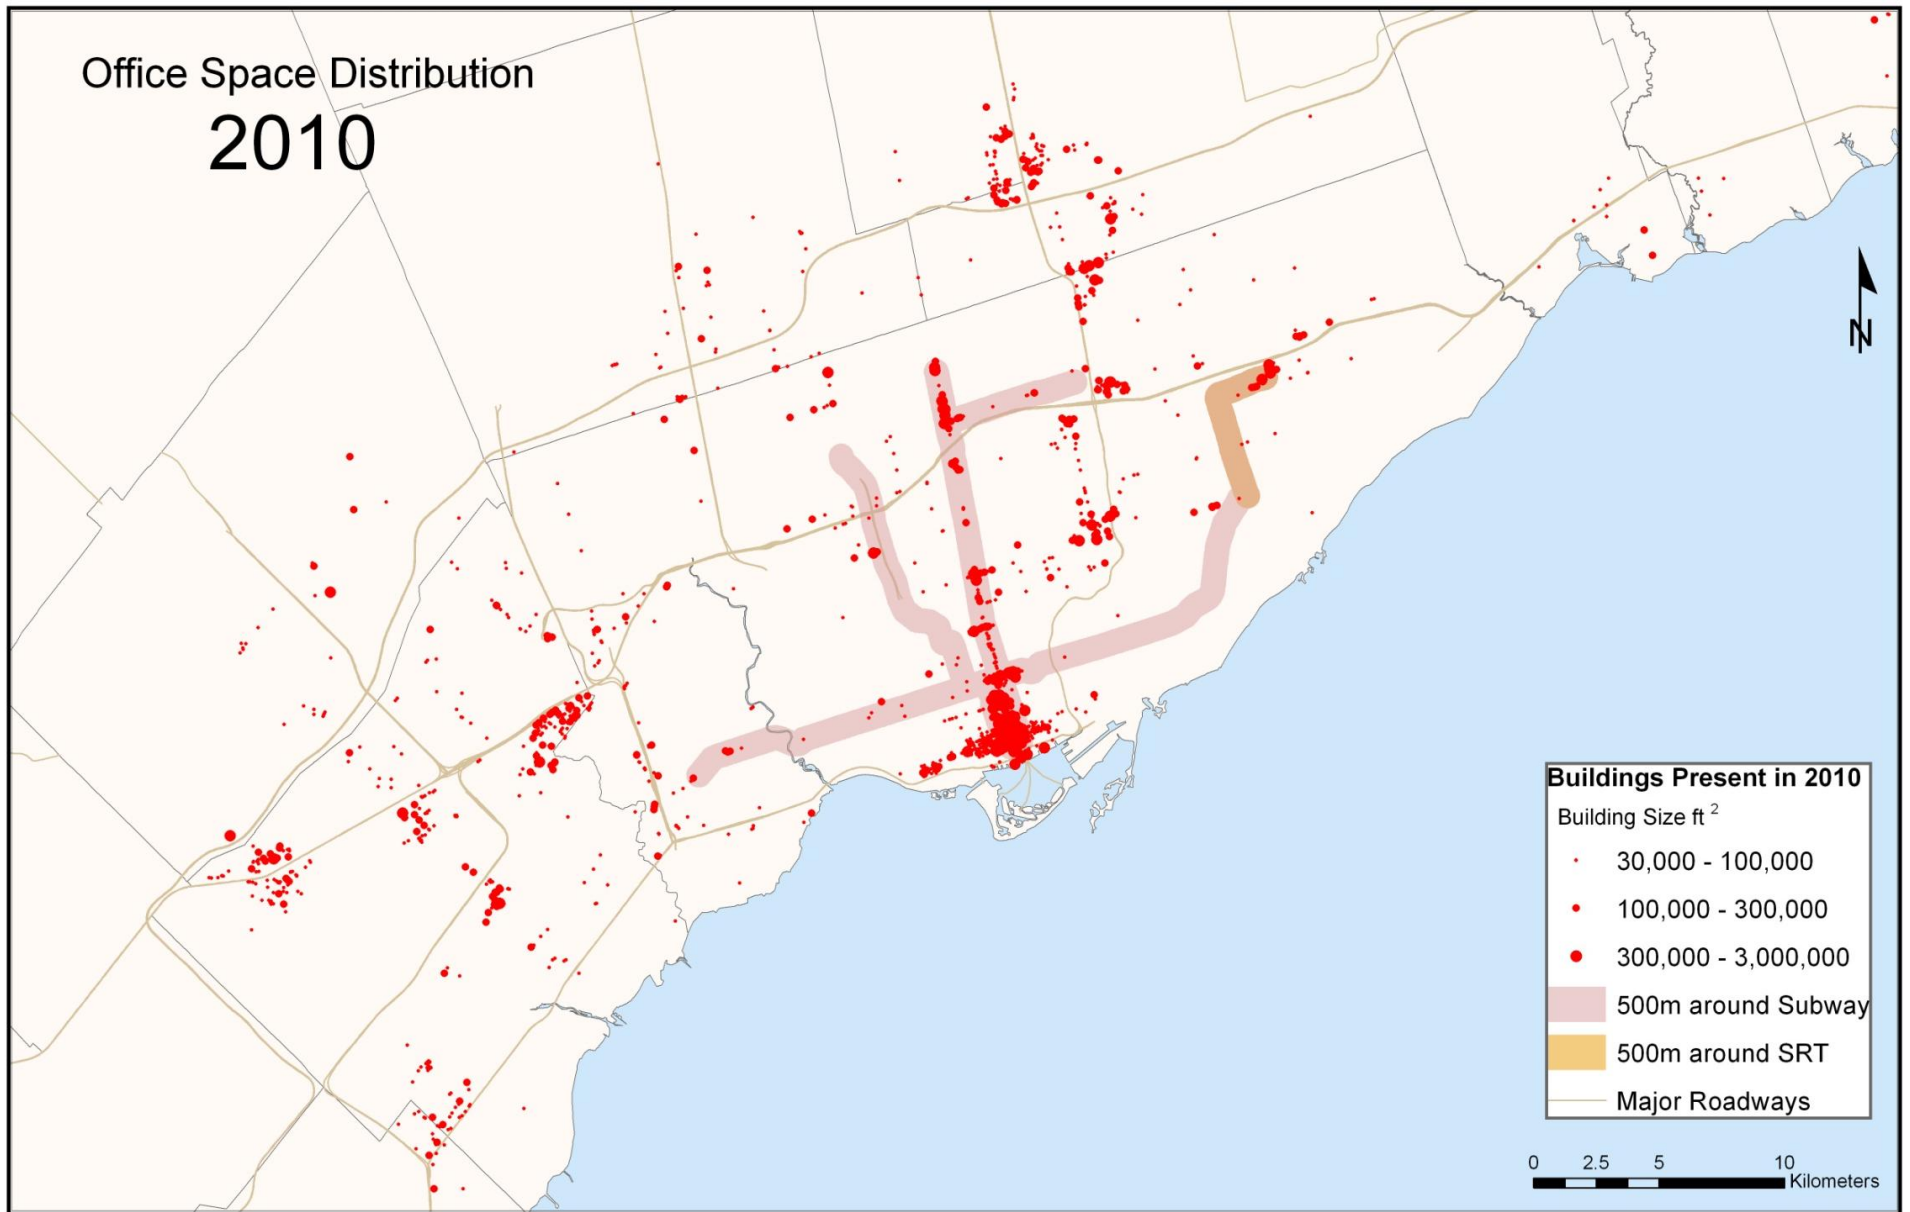 Office Space Distribution
2010
N
Buildings Present in 2010
Building Size ft 2
30,000 - 100,000
100,000 - 300,000
300,000 - 3,000,000
500m around Subway
500m around SRT
Major Roadways
0 2.5 5 10
Kilometers